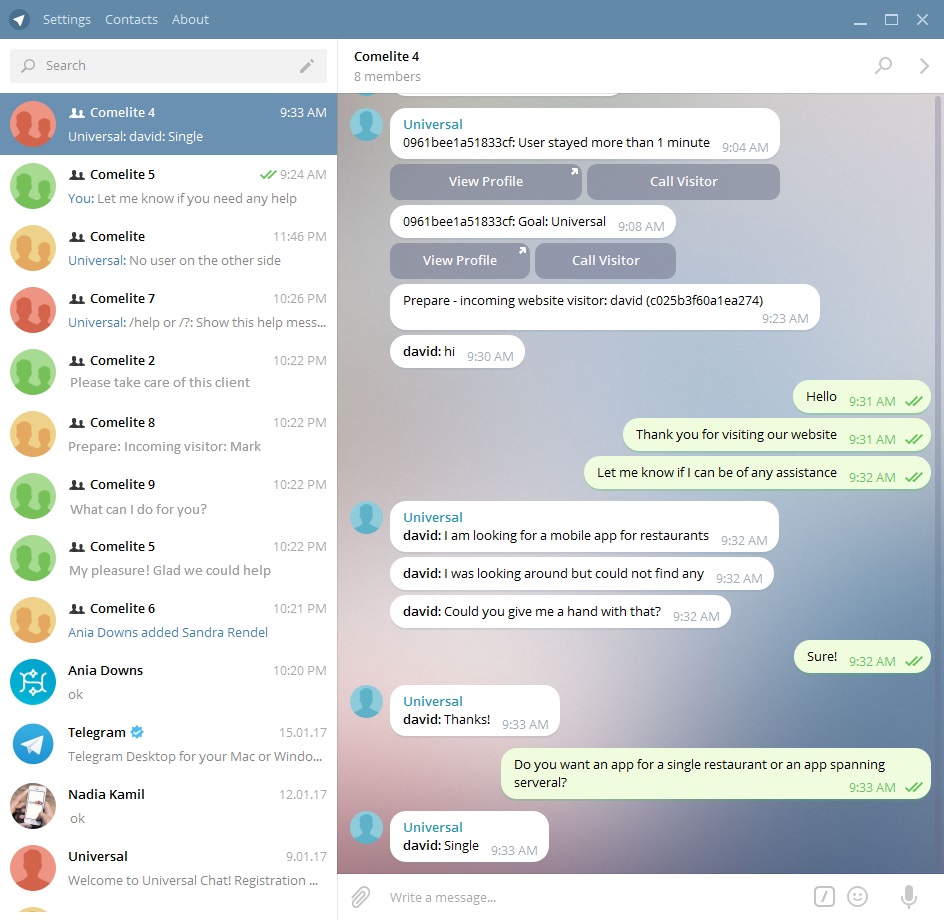 Settings Contacts About
Search
Comelite 4 9:33 AM
Universal: david: Single
Comelite 5 9:24 AM
You: Let me know if you need any help
Comelite 11:46 PM
Universal: No user on the other side
Comelite 7 10:26 PM
Universal: /help or /?: Show this help mess...
Comelite 2 10:22 PM
Please take care of this client
Comelite 8 10:22 PM
Prepare: Incoming visitor: Mark
Comelite 9 10:22 PM
What can I do for you?
Comelite 5 10:22 PM
My pleasure! Glad we could help
Comelite 6 10:21 PM
Ania Downs added Sandra Rendel
Ania Downs 10:20 PM
ok
Telegram 15.01.17
Telegram Desktop for your Mac or Windo...
Nadia Kamil 12.01.17
ok
Universal 9.01.17
Welcome to Universal Chat! Registration ...
Comelite 4
8 members
Universal
0961bee1a51833cf: User stayed more than 1 minute 9:04 AM
View Profile Call Visitor
0961bee1a51833cf: Goal: Universal 9:08 AM
View Profile Call Visitor
Prepare - incoming website visitor: david (c025b3f60a1ea274)
9:23 AM
david: hi 9:30 AM
Hello 9:31 AM
Thank you for visiting our website 9:31 AM
Let me know if I can be of any assistance 9:32 AM
Universal
david: I am looking for a mobile app for restaurants 9:32 AM
david: I was looking around but could not find any 9:32 AM
david: Could you give me a hand with that? 9:32 AM
Sure! 9:32 AM
Universal
david: Thanks! 9:33 AM
Do you want an app for a single restaurant or an app spanning
serveral? 9:33 AM
Universal
david: Single 9:33 AM
Write a message...